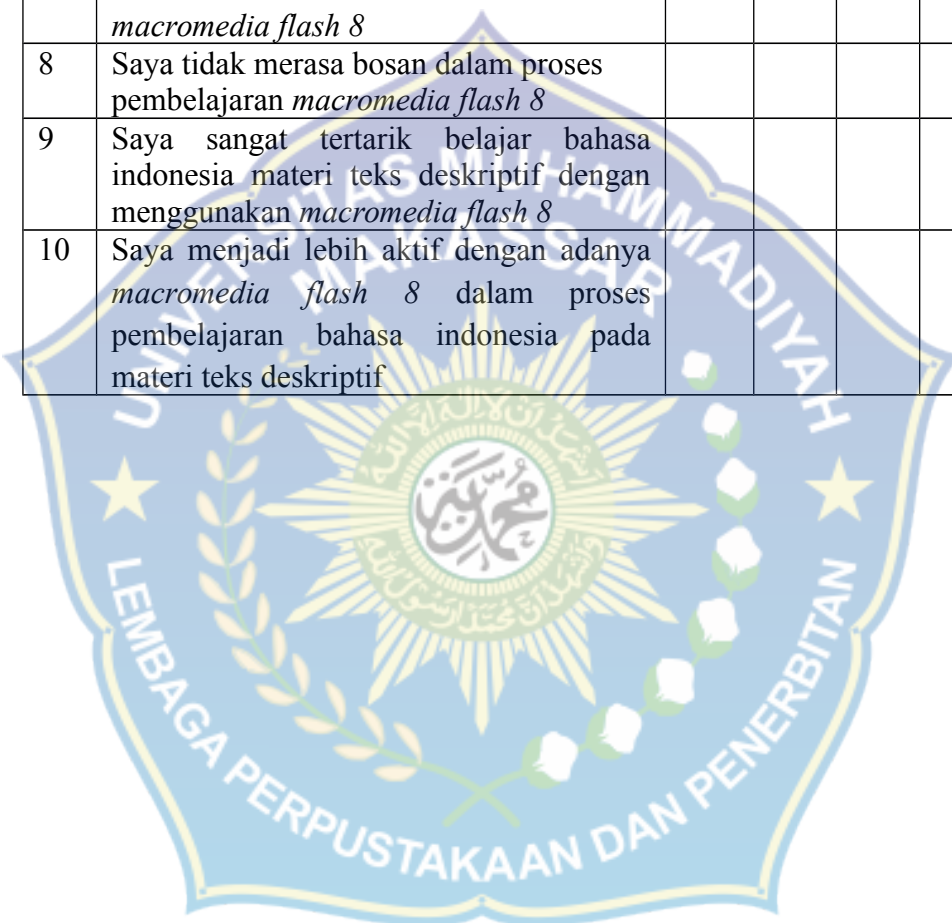 macromedia flash 8
8 Saya tidak merasa bosan dalam proses
pembelajaran macromedia flash 8
9 Saya sangat tertarik belajar bahasa
indonesia materi teks deskriptif dengan
menggunakan macromedia flash 8
10 Saya menjadi lebih aktif dengan adanya
macromedia flash 8 dalam proses
pembelajaran bahasa indonesia pada
materi teks deskriptif
UNIVERSITAS MUHAMMADIYAH
MAKASSAR
LEMBAGA PERPUSTAKAAN DAN PENERBITAN